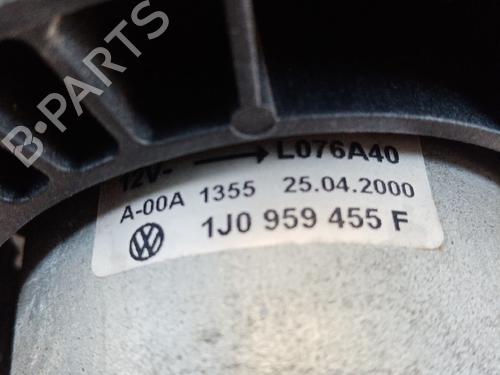 B-PARTS
12V- → L076A40
A-00A 1355 25.04.2000
1J0 959 455 F